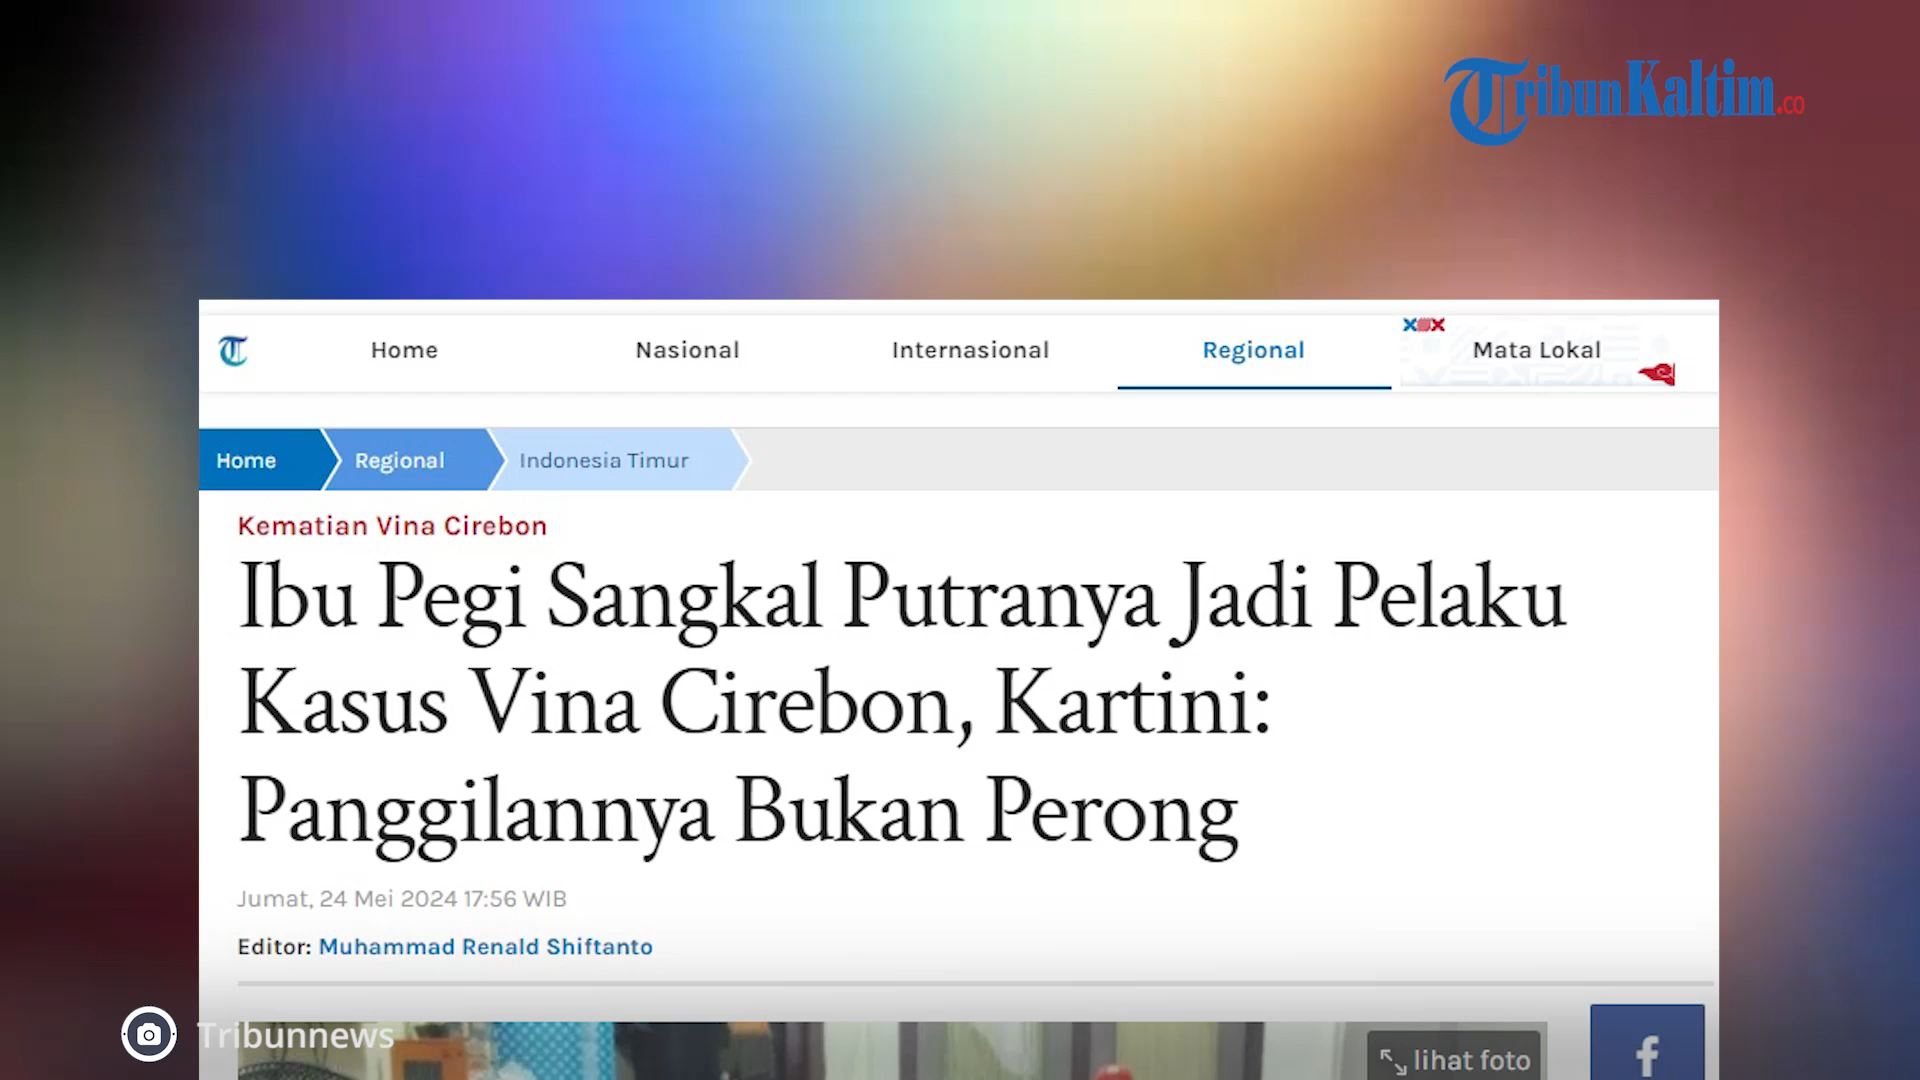 TribunKaltim.co
Home Nasional Internasional Regional Mata Lokal
Home Regional Indonesia Timur
Kematian Vina Cirebon
Ibu Pegi Sangkal Putranya Jadi Pelaku
Kasus Vina Cirebon, Kartini:
Panggilannya Bukan Perong
Jumat, 24 Mei 2024 17:56 WIB
Editor: Muhammad Renald Shiftanto
Tribunnews
lihat foto